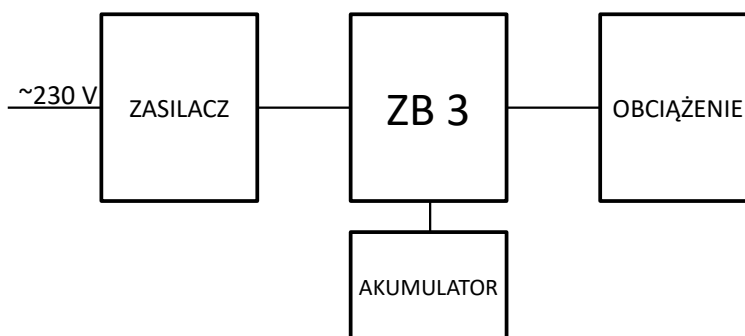 ~230 V
ZASILACZ
ZB 3
OBCIĄŻENIE
AKUMULATOR